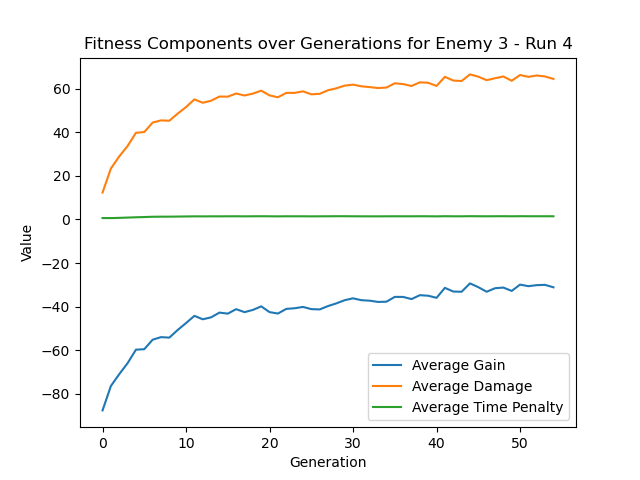 Fitness Components over Generations for Enemy 3 - Run 4
60
40
20
0
−20
−40
−60
−80
Value
0 10 20 30 40 50
Generation
Average Gain
Average Damage
Average Time Penalty